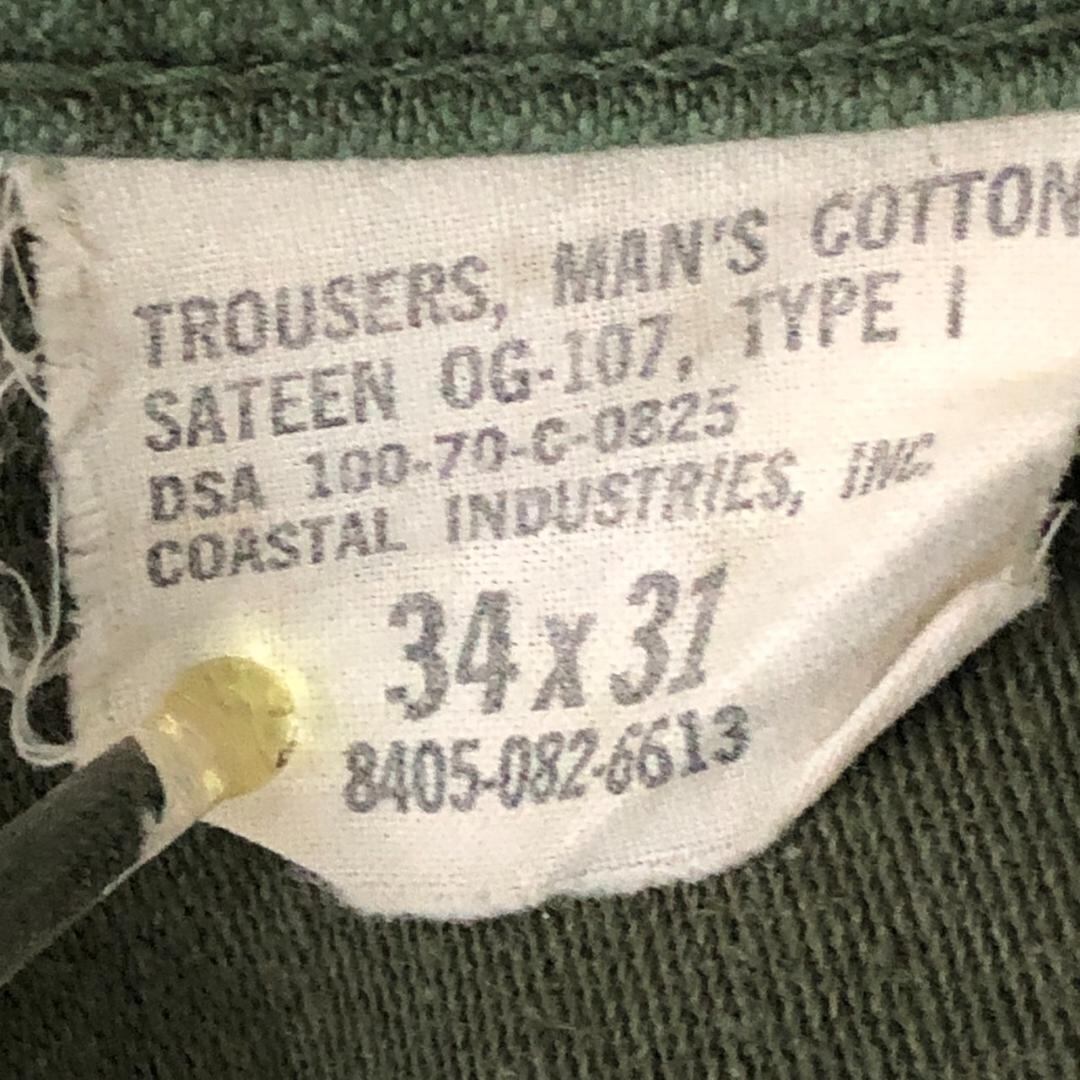 TROUSERS, MAN'S COTTON
SATEEN OG-107, TYPE I
DSA 100-70-C-0825
COASTAL INDUSTRIES, INC
34 x 31
8405-082-6613